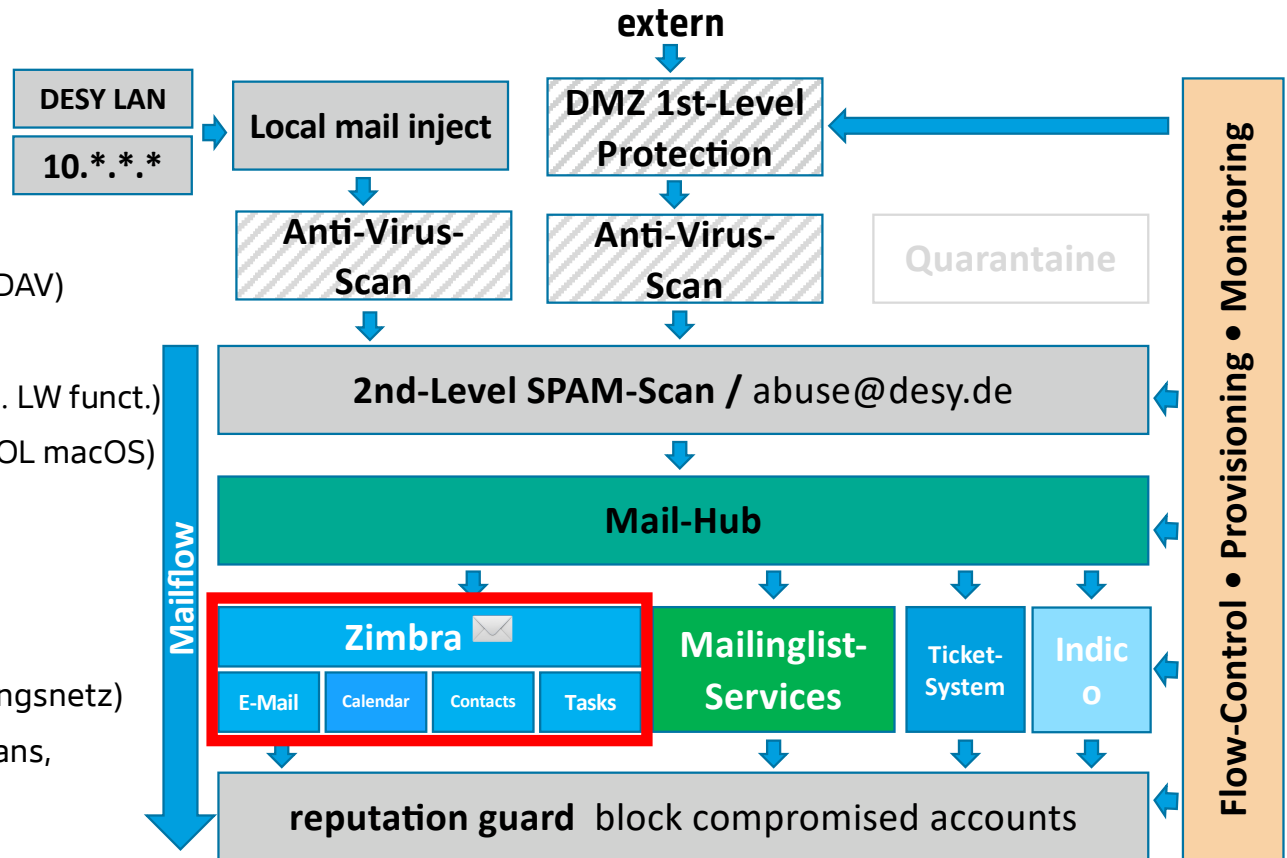 extern
DESY LAN
10.*.*.*
Local mail inject
DMZ 1st-Level
Protection
Anti-Virus-
Scan
Anti-Virus-
Scan
Quarantaine
DAV)
. LW funct.)
OL macOS)
ngsnetz)
ans,
Mailflow
2nd-Level SPAM-Scan / abuse@desy.de
Mail-Hub
Zimbra
E-Mail
Calendar
Contacts
Tasks
Mailinglist-
Services
Ticket-
System
Indic
o
reputation guard block compromised accounts
Flow-Control • Provisioning • Monitoring